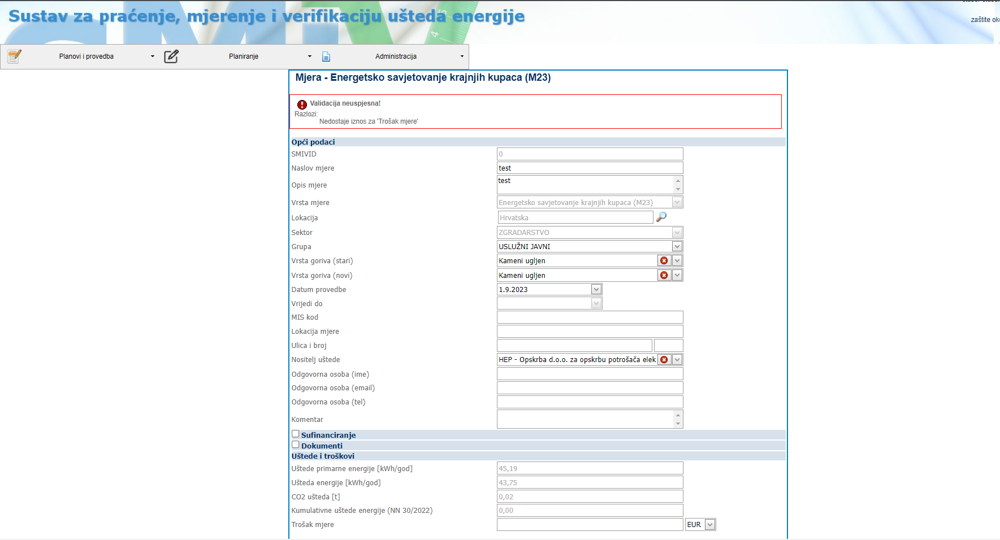 Sustav za praćenje, mjerenje i verifikaciju ušteda energije
zaštite
Planovi i provedba
Planiranje
Administracija
Mjera - Energetsko savjetovanje krajnjih kupaca (M23)
Validacija neuspjesna!
Razlozi:
Nedostaje iznos za 'Trošak mjere'
Opći podaci
SMIVID 0
Naslov mjere test
Opis mjere test
Vrsta mjere Energetsko savjetovanje krajnjih kupaca (M23)
Lokacija Hrvatska
Sektor ZGRADARSTVO
Grupa USLUŽNI JAVNI
Vrsta goriva (stari) Kameni ugljen
Vrsta goriva (novi) Kameni ugljen
Datum provedbe 1.9.2023
Vrijedi do
MIS kod
Lokacija mjere
Ulica i broj
Nositelj uštede HEP - Opskrba d.o.o. za opskrbu potrošača elek
Odgovorna osoba (ime)
Odgovorna osoba (email)
Odgovorna osoba (tel)
Komentar
Sufinanciranje
Dokumenti
Uštede i troškovi
Uštede primarne energije [kWh/god] 45,19
Ušteda energije [kWh/god] 43,75
CO2 ušteda [t] 0,02
Kumulativne uštede energije (NN 30/2022) 0,00
Trošak mjere EUR